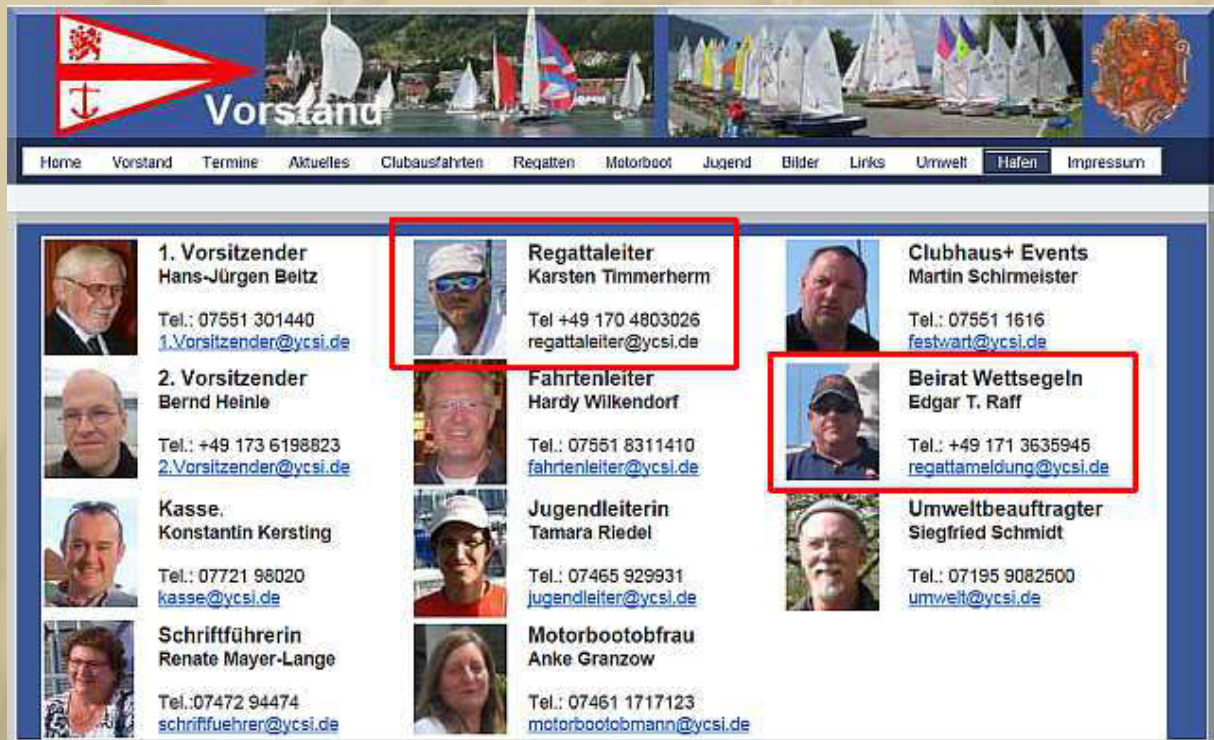 Vorstand
Home Vorstand Termine Aktuelles Clubausfahrten Regatten Motorboot Jugend Bilder Links Umwelt Hafen Impressum
1. Vorsitzender
Hans-Jürgen Beitz
Tel.: 07551 301440
1.Vorsitzender@ycsi.de
Regattaleiter
Karsten Timmerherm
Tel +49 170 4803026
regattaleiter@ycsi.de
Clubhaus+ Events
Martin Schirmeister
Tel.: 07551 1616
festwart@ycsi.de
2. Vorsitzender
Bernd Heinle
Tel.: +49 173 6198823
2.Vorsitzender@ycsi.de
Fahrtenleiter
Hardy Wilkendorf
Tel.: 07551 8311410
fahrtenleiter@ycsi.de
Beirat Wettsegeln
Edgar T. Raff
Tel.: +49 171 3635945
regattameldung@ycsi.de
Kasse.
Konstantin Kersting
Tel.: 07721 98020
kasse@ycsi.de
Jugendleiterin
Tamara Riedel
Tel.: 07465 929931
jugendleiter@ycsi.de
Umweltbeauftragter
Siegfried Schmidt
Tel.: 07195 9082500
umwelt@ycsi.de
Schriftführerin
Renate Mayer-Lange
Tel.:07472 94474
schriftfuehrer@ycsi.de
Motorbootobfrau
Anke Granzow
Tel.: 07461 1717123
motorbootobmann@ycsi.de